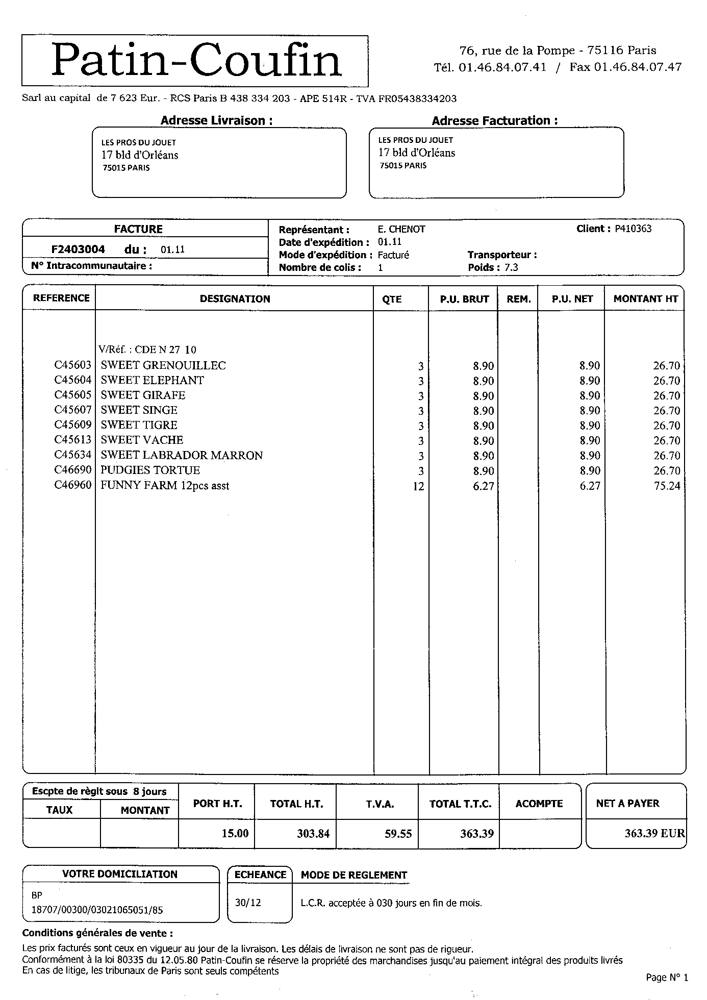 Patin-Coufin
76, rue de la Pompe - 75116 Paris
Tél. 01.46.84.07.41 / Fax 01.46.84.07.47
Sarl au capital de 7 623 Eur. - RCS Paris B 438 334 203 - APE 514R - TVA FR05438334203
Adresse Livraison : Adresse Facturation :
LES PROS DU JOUET LES PROS DU JOUET
17 bld d'Orléans 17 bld d'Orléans
75015 PARIS 75015 PARIS
FACTURE Représentant : E. CHENOT Client : P410363
F2403004 du : 01.11 Date d'expédition : 01.11
Mode d'expédition : Facturé Transporteur :
N° Intracommunautaire : Nombre de colis : 1 Poids : 7.3
REFERENCE DESIGNATION QTE P.U. BRUT REM. P.U. NET MONTANT HT
V/Réf. : CDE N 27 10
C45603 SWEET GRENOUILLEC 3 8.90 8.90 26.70
C45604 SWEET ELEPHANT 3 8.90 8.90 26.70
C45605 SWEET GIRAFE 3 8.90 8.90 26.70
C45607 SWEET SINGE 3 8.90 8.90 26.70
C45609 SWEET TIGRE 3 8.90 8.90 26.70
C45613 SWEET VACHE 3 8.90 8.90 26.70
C45634 SWEET LABRADOR MARRON 3 8.90 8.90 26.70
C46690 PUDGIES TORTUE 3 8.90 8.90 26.70
C46960 FUNNY FARM 12pcs asst 12 6.27 6.27 75.24
Escpte de règlt sous 8 jours
TAUX MONTANT PORT H.T. TOTAL H.T. T.V.A. TOTAL T.T.C. ACOMPTE NET A PAYER
15.00 303.84 59.55 363.39 363.39 EUR
VOTRE DOMICILIATION ECHEANCE MODE DE REGLEMENT
BP
18707/00300/03021065051/85 30/12 L.C.R. acceptée à 030 jours en fin de mois.
Conditions générales de vente :
Les prix facturés sont ceux en vigueur au jour de la livraison. Les délais de livraison ne sont pas de rigueur.
Conformément à la loi 80335 du 12.05.80 Patin-Coufin se réserve la propriété des marchandises jusqu'au paiement intégral des produits livrés
En cas de litige, les tribunaux de Paris sont seuls compétents
Page N° 1